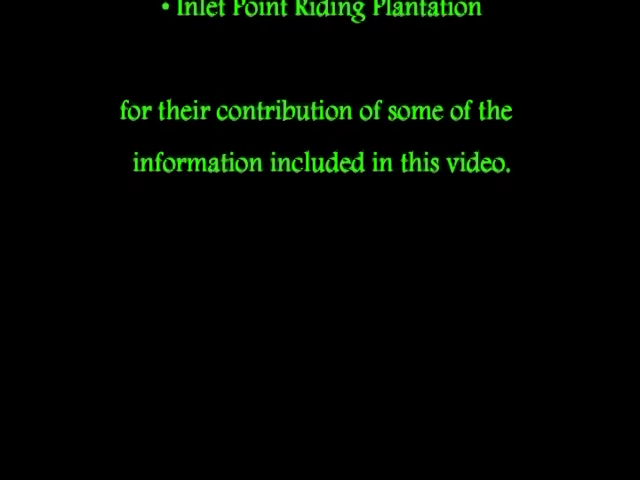 • Inlet Point Riding Plantation
for their contribution of some of the
information included in this video.